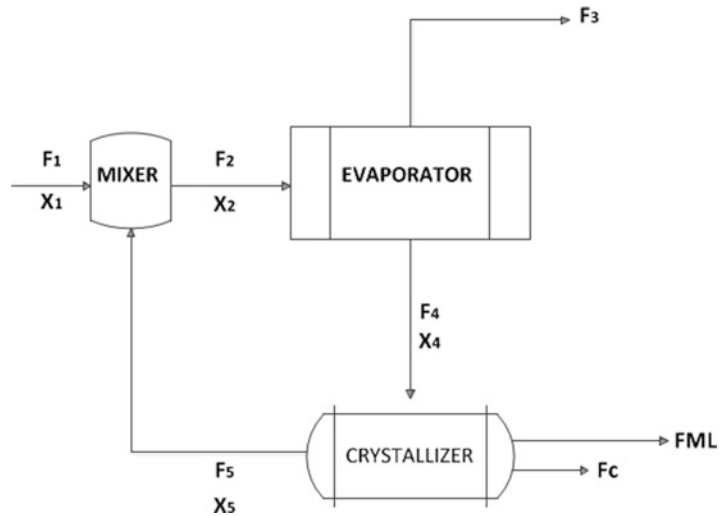 F3
F1
MIXER
F2
EVAPORATOR
X1
X2
F4
X4
FML
CRYSTALLIZER
Fc
F5
X5